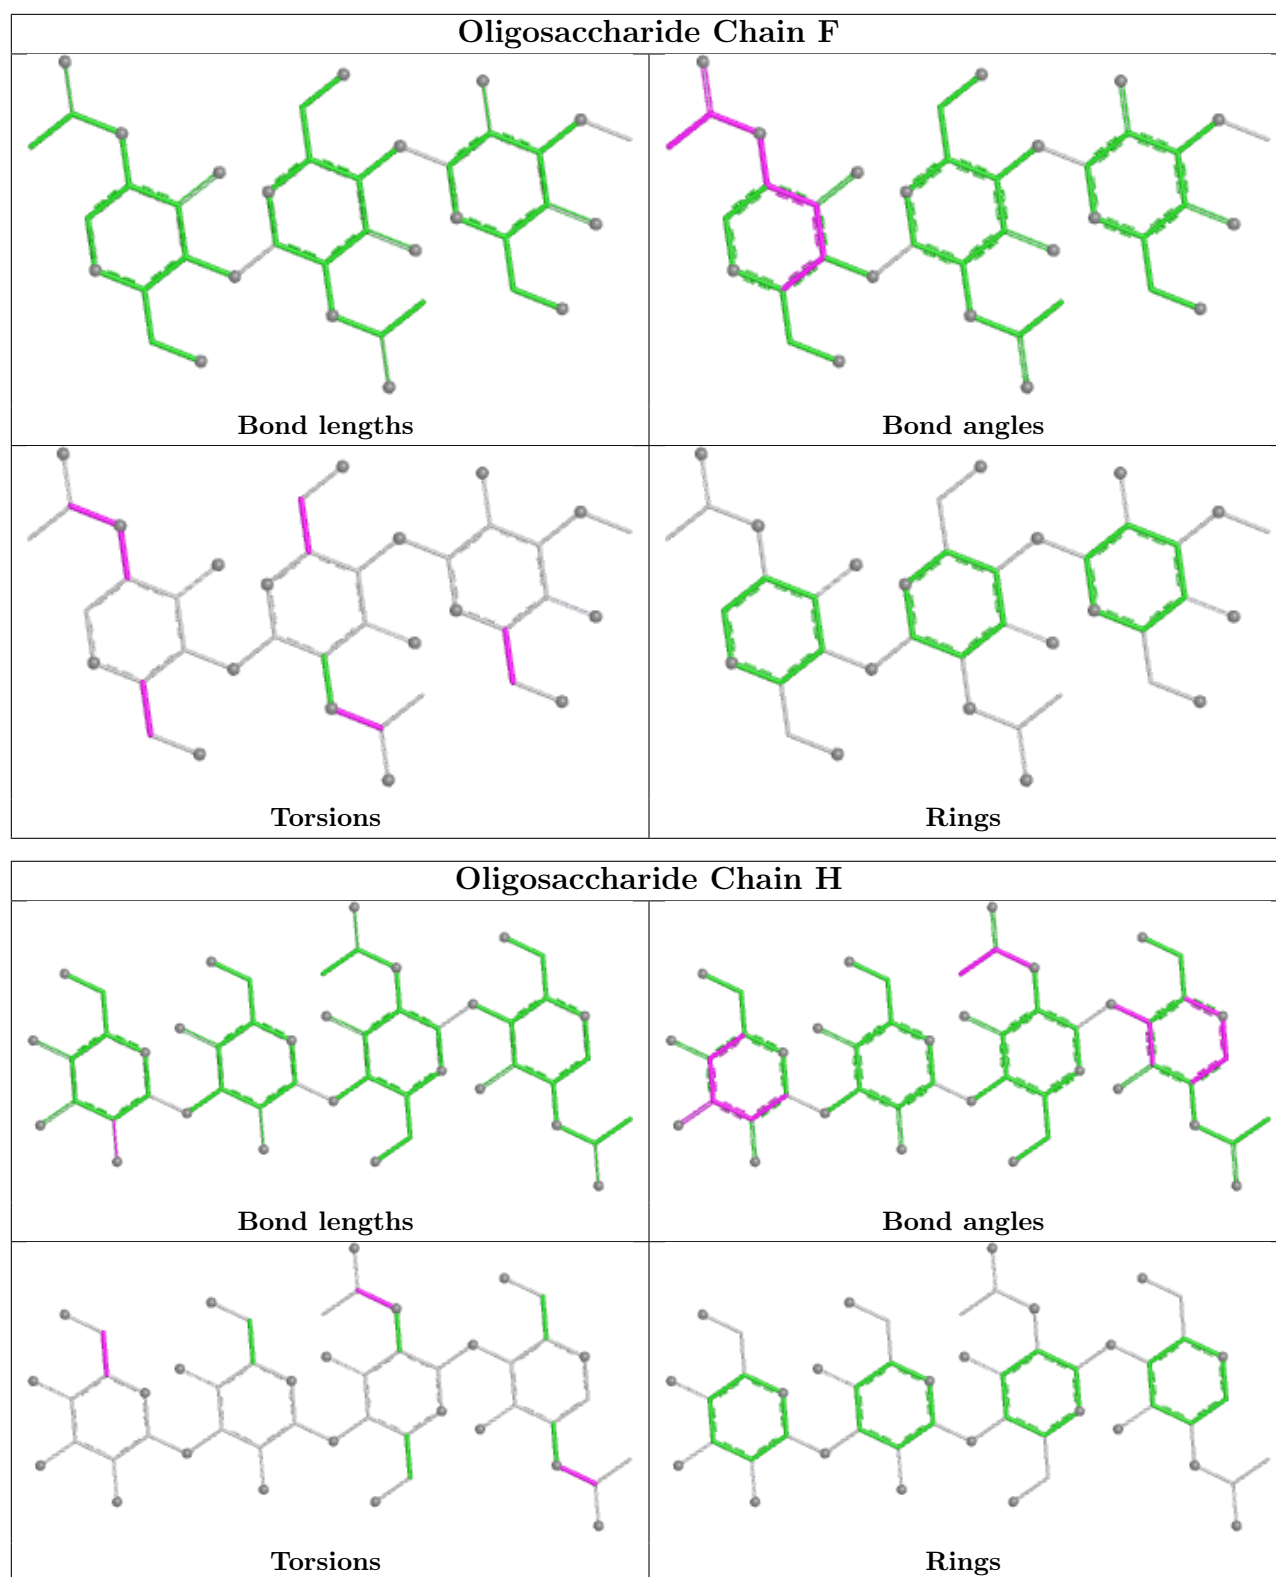 Oligosaccharide Chain F
Bond lengths
Bond angles
Torsions
Rings
Oligosaccharide Chain H
Bond lengths
Bond angles
Torsions
Rings